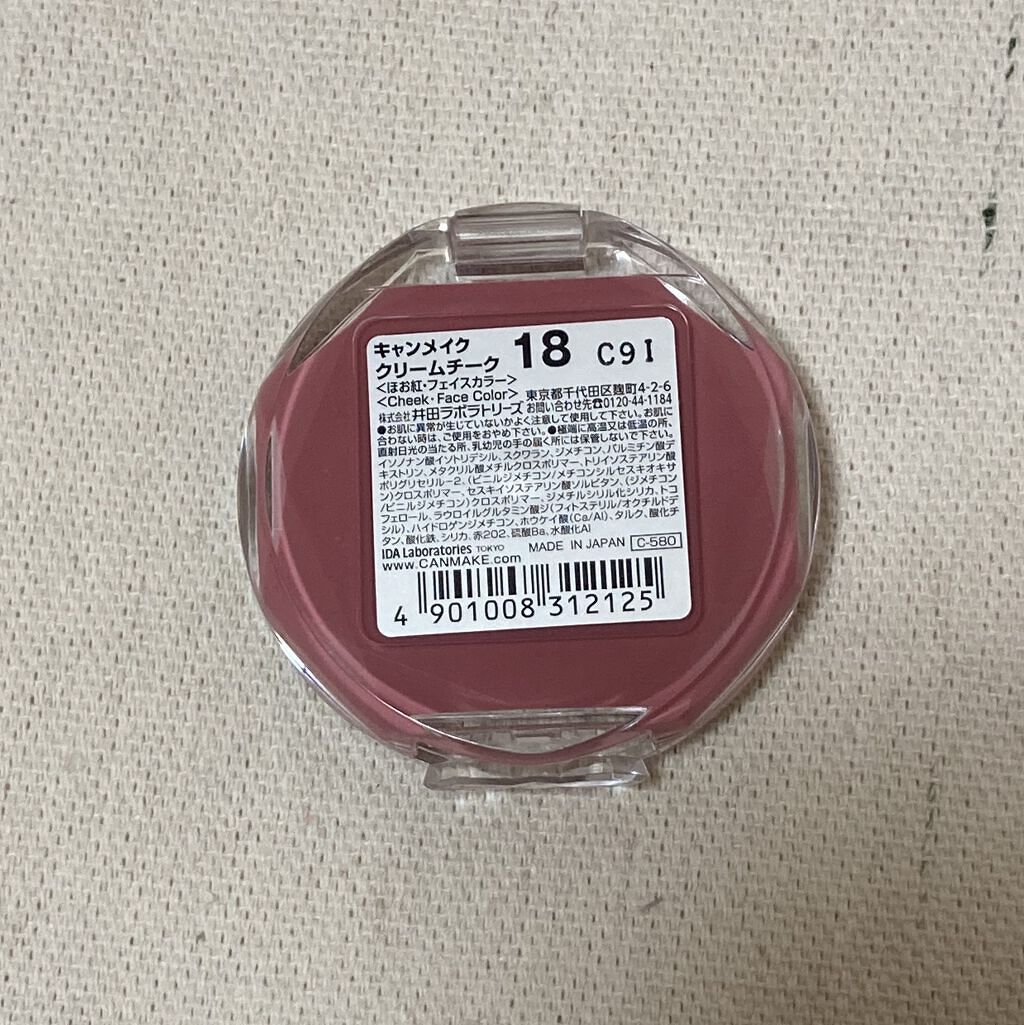 キャンメイク
クリームチーク 18 C9I
<ほお紅・フェイスカラー>
<Cheek・Face Color> 東京都千代田区麹町4-2-6
株式会社 井田ラボラトリーズ お問い合わせ先☎0120-44-1184
●お肌に異常が生じていないかよく注意して使用して下さい。お肌に
合わない時は、ご使用をおやめ下さい。●極端に高温又は低温の所、
直射日光の当たる所、乳幼児の手の届く所には保管しないで下さい。
イソノナン酸イソトリデシル、スクワラン、ジメチコン、パルミチン酸デ
キストリン、メタクリル酸メチルクロスポリマー、トリイソステアリン酸
ポリグリセリル-2、(ビニルジメチコン/メチコンシルセスキオキサ
ン)クロスポリマー、セスキイソステアリン酸ソルビタン、(ジメチコン
/ビニルジメチコン)クロスポリマー、ジメチルシリル化シリカ、トコ
フェロール、ラウロイルグルタミン酸ジ(フィトステリル/オクチルドデ
シル)、ハイドロゲンジメチコン、ホウケイ酸(Ca/Al)、タルク、酸化チ
タン、酸化鉄、シリカ、赤202、硫酸Ba、水酸化Al
IDA Laboratories TOKYO MADE IN JAPAN C-580
www.CANMAKE.com
4 901008 312125